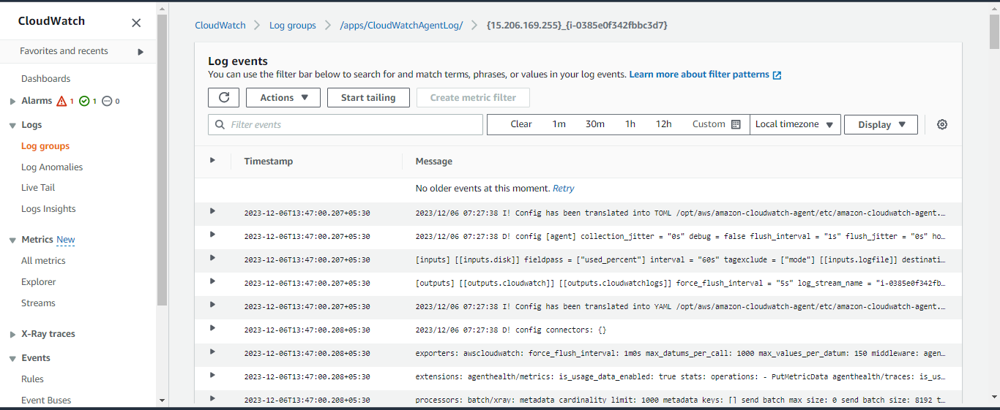 CloudWatch
Favorites and recents
Dashboards
Alarms 1 1 0
Logs
Log groups
Log Anomalies
Live Tail
Logs Insights
Metrics New
All metrics
Explorer
Streams
X-Ray traces
Events
Rules
Event Buses
CloudWatch > Log groups > /apps/CloudWatchAgentLog/ > {15.206.169.255}_{i-0385e0f342fbbc3d7}
Log events
You can use the filter bar below to search for and match terms, phrases, or values in your log events. Learn more about filter patterns
Actions Start tailing Create metric filter
Filter events Clear 1m 30m 1h 12h Custom Local timezone Display
Timestamp Message
No older events at this moment. Retry
2023-12-06T13:47:00.207+05:30 2023/12/06 07:27:38 I! Config has been translated into TOML /opt/aws/amazon-cloudwatch-agent/etc/amazon-cloudwatch-agent.…
2023-12-06T13:47:00.207+05:30 2023/12/06 07:27:38 D! config [agent] collection_jitter = "0s" debug = false flush_interval = "1s" flush_jitter = "0s" ho…
2023-12-06T13:47:00.207+05:30 [inputs] [[inputs.disk]] fieldpass = ["used_percent"] interval = "60s" tagexclude = ["mode"] [[inputs.logfile]] destinati…
2023-12-06T13:47:00.207+05:30 [outputs] [[outputs.cloudwatch]] [[outputs.cloudwatchlogs]] force_flush_interval = "5s" log_stream_name = "i-0385e0f342fb…
2023-12-06T13:47:00.207+05:30 2023/12/06 07:27:38 I! Config has been translated into YAML /opt/aws/amazon-cloudwatch-agent/etc/amazon-cloudwatch-agent.…
2023-12-06T13:47:00.208+05:30 2023/12/06 07:27:38 D! config connectors: {}
2023-12-06T13:47:00.208+05:30 exporters: awscloudwatch: force_flush_interval: 1m0s max_datums_per_call: 1000 max_values_per_datum: 150 middleware: agen…
2023-12-06T13:47:00.208+05:30 extensions: agenthealth/metrics: is_usage_data_enabled: true stats: operations: - PutMetricData agenthealth/traces: is_us…
2023-12-06T13:47:00.208+05:30 processors: batch/xray: metadata_cardinality_limit: 1000 metadata_keys: [] send_batch_max_size: 0 send_batch_size: 8192 t…